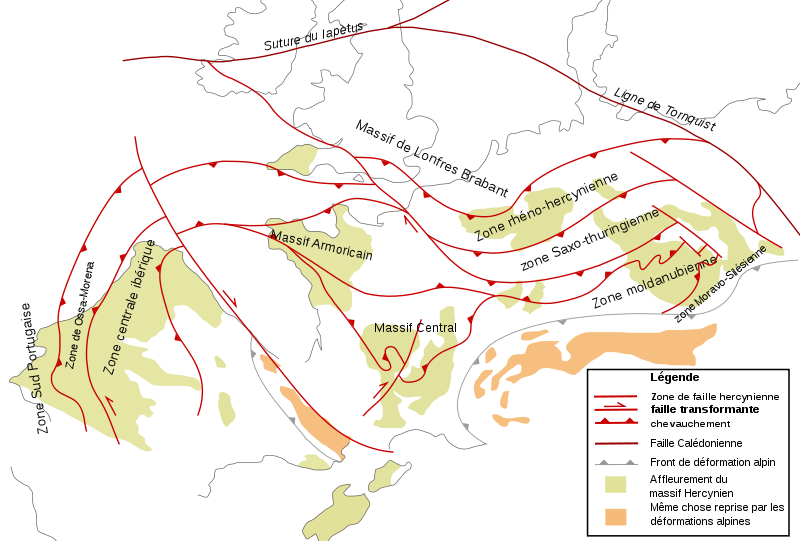 Suture du Iapetus
Ligne de Tornquist
Massif de Lonfres Brabant
Zone rhéno-hercynienne
zone Saxo-thuringienne
Massif Armoricain
Zone moldanubienne
zone Moravo-Silésienne
Zone centrale ibérique
Zone de Ossa-Morena
Zone Sud Portugaise
Massif Central
Légende
Zone de faille hercynienne
faille transformante
chevauchement
Faille Calédonienne
Front de déformation alpin
Affleurement du
massif Hercynien
Même chose reprise par les
déformations alpines